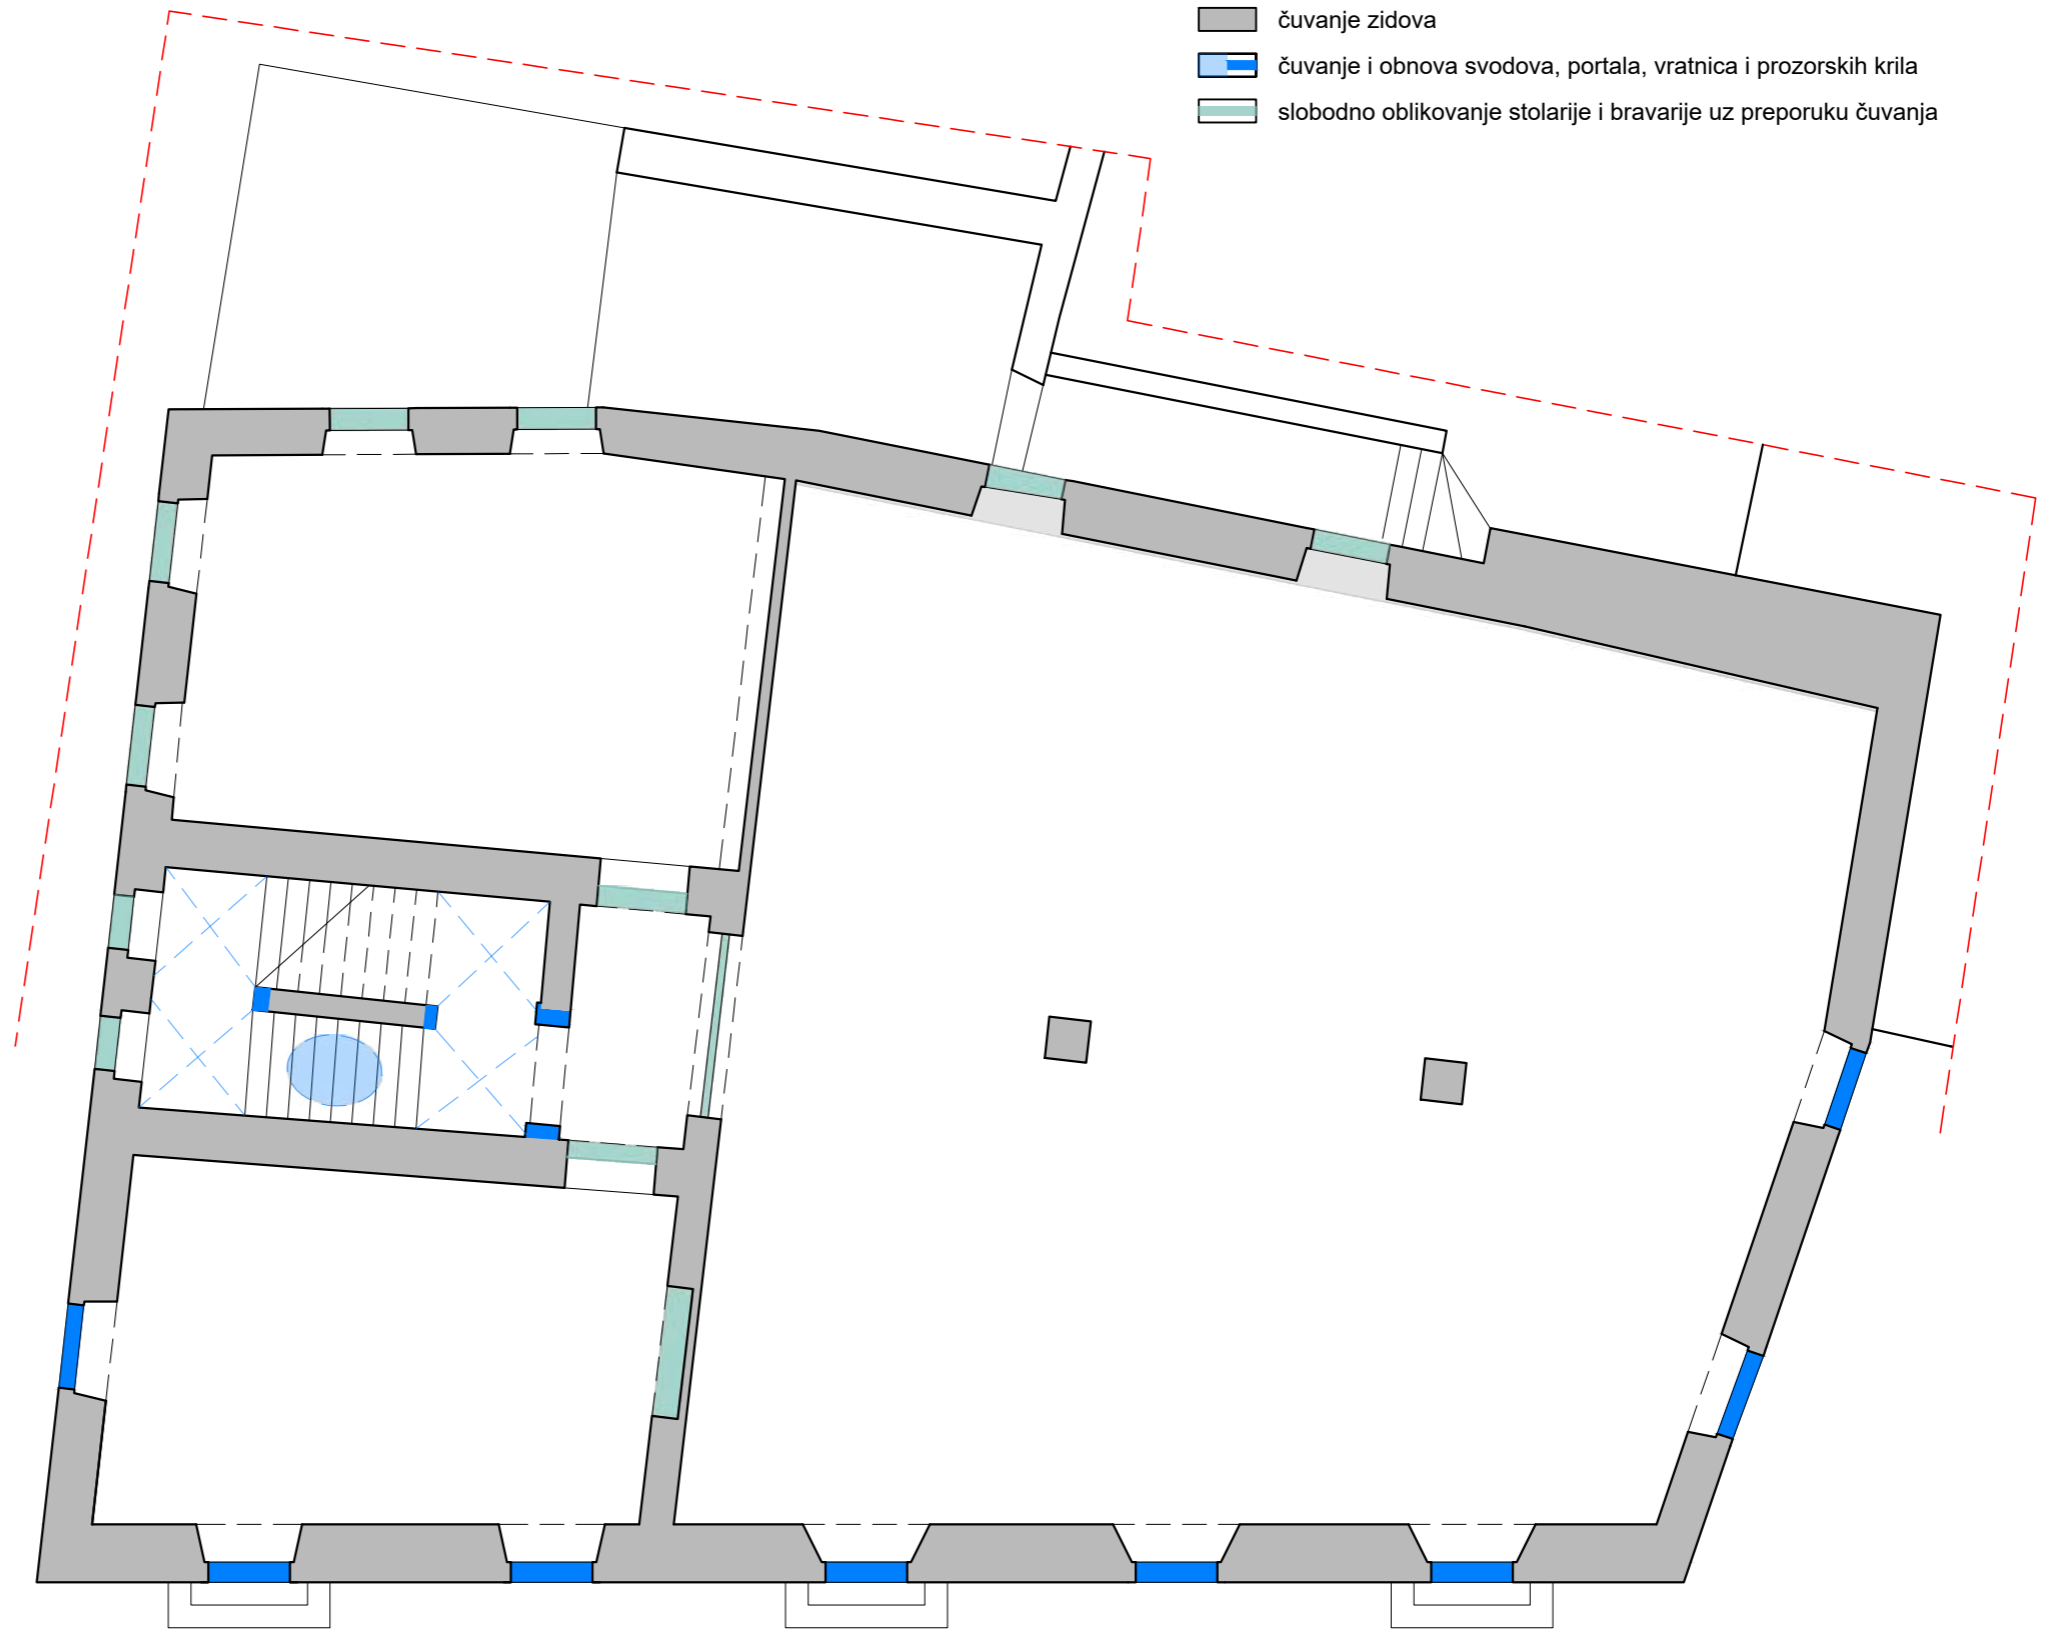 čuvanje zidova
čuvanje i obnova svodova, portala, vratnica i prozorskih krila
slobodno oblikovanje stolarije i bravarije uz preporuku čuvanja